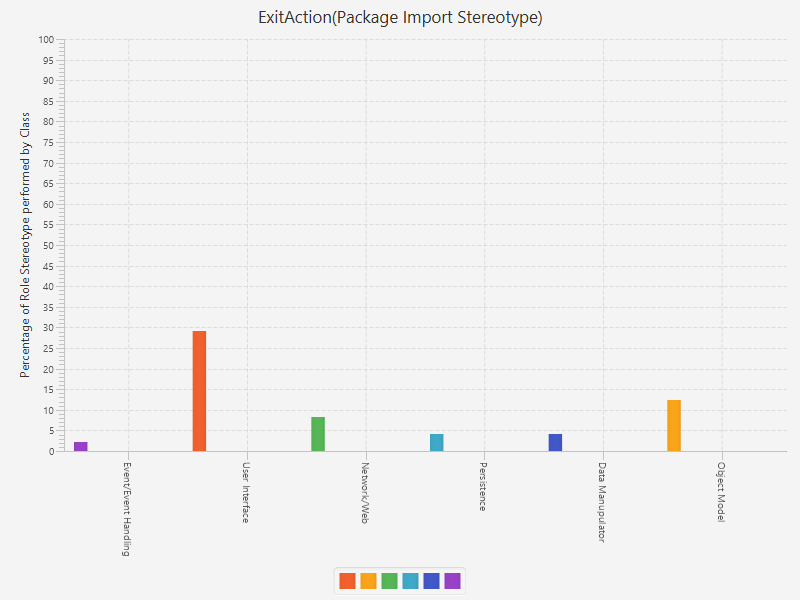 ExitAction(Package Import Stereotype)
Percentage of Role Stereotype performed by Class
100
95
90
85
80
75
70
65
60
55
50
45
40
35
30
25
20
15
10
5
0
Event/Event Handling
User Interface
Network/Web
Persistence
Data Manupulator
Object Model